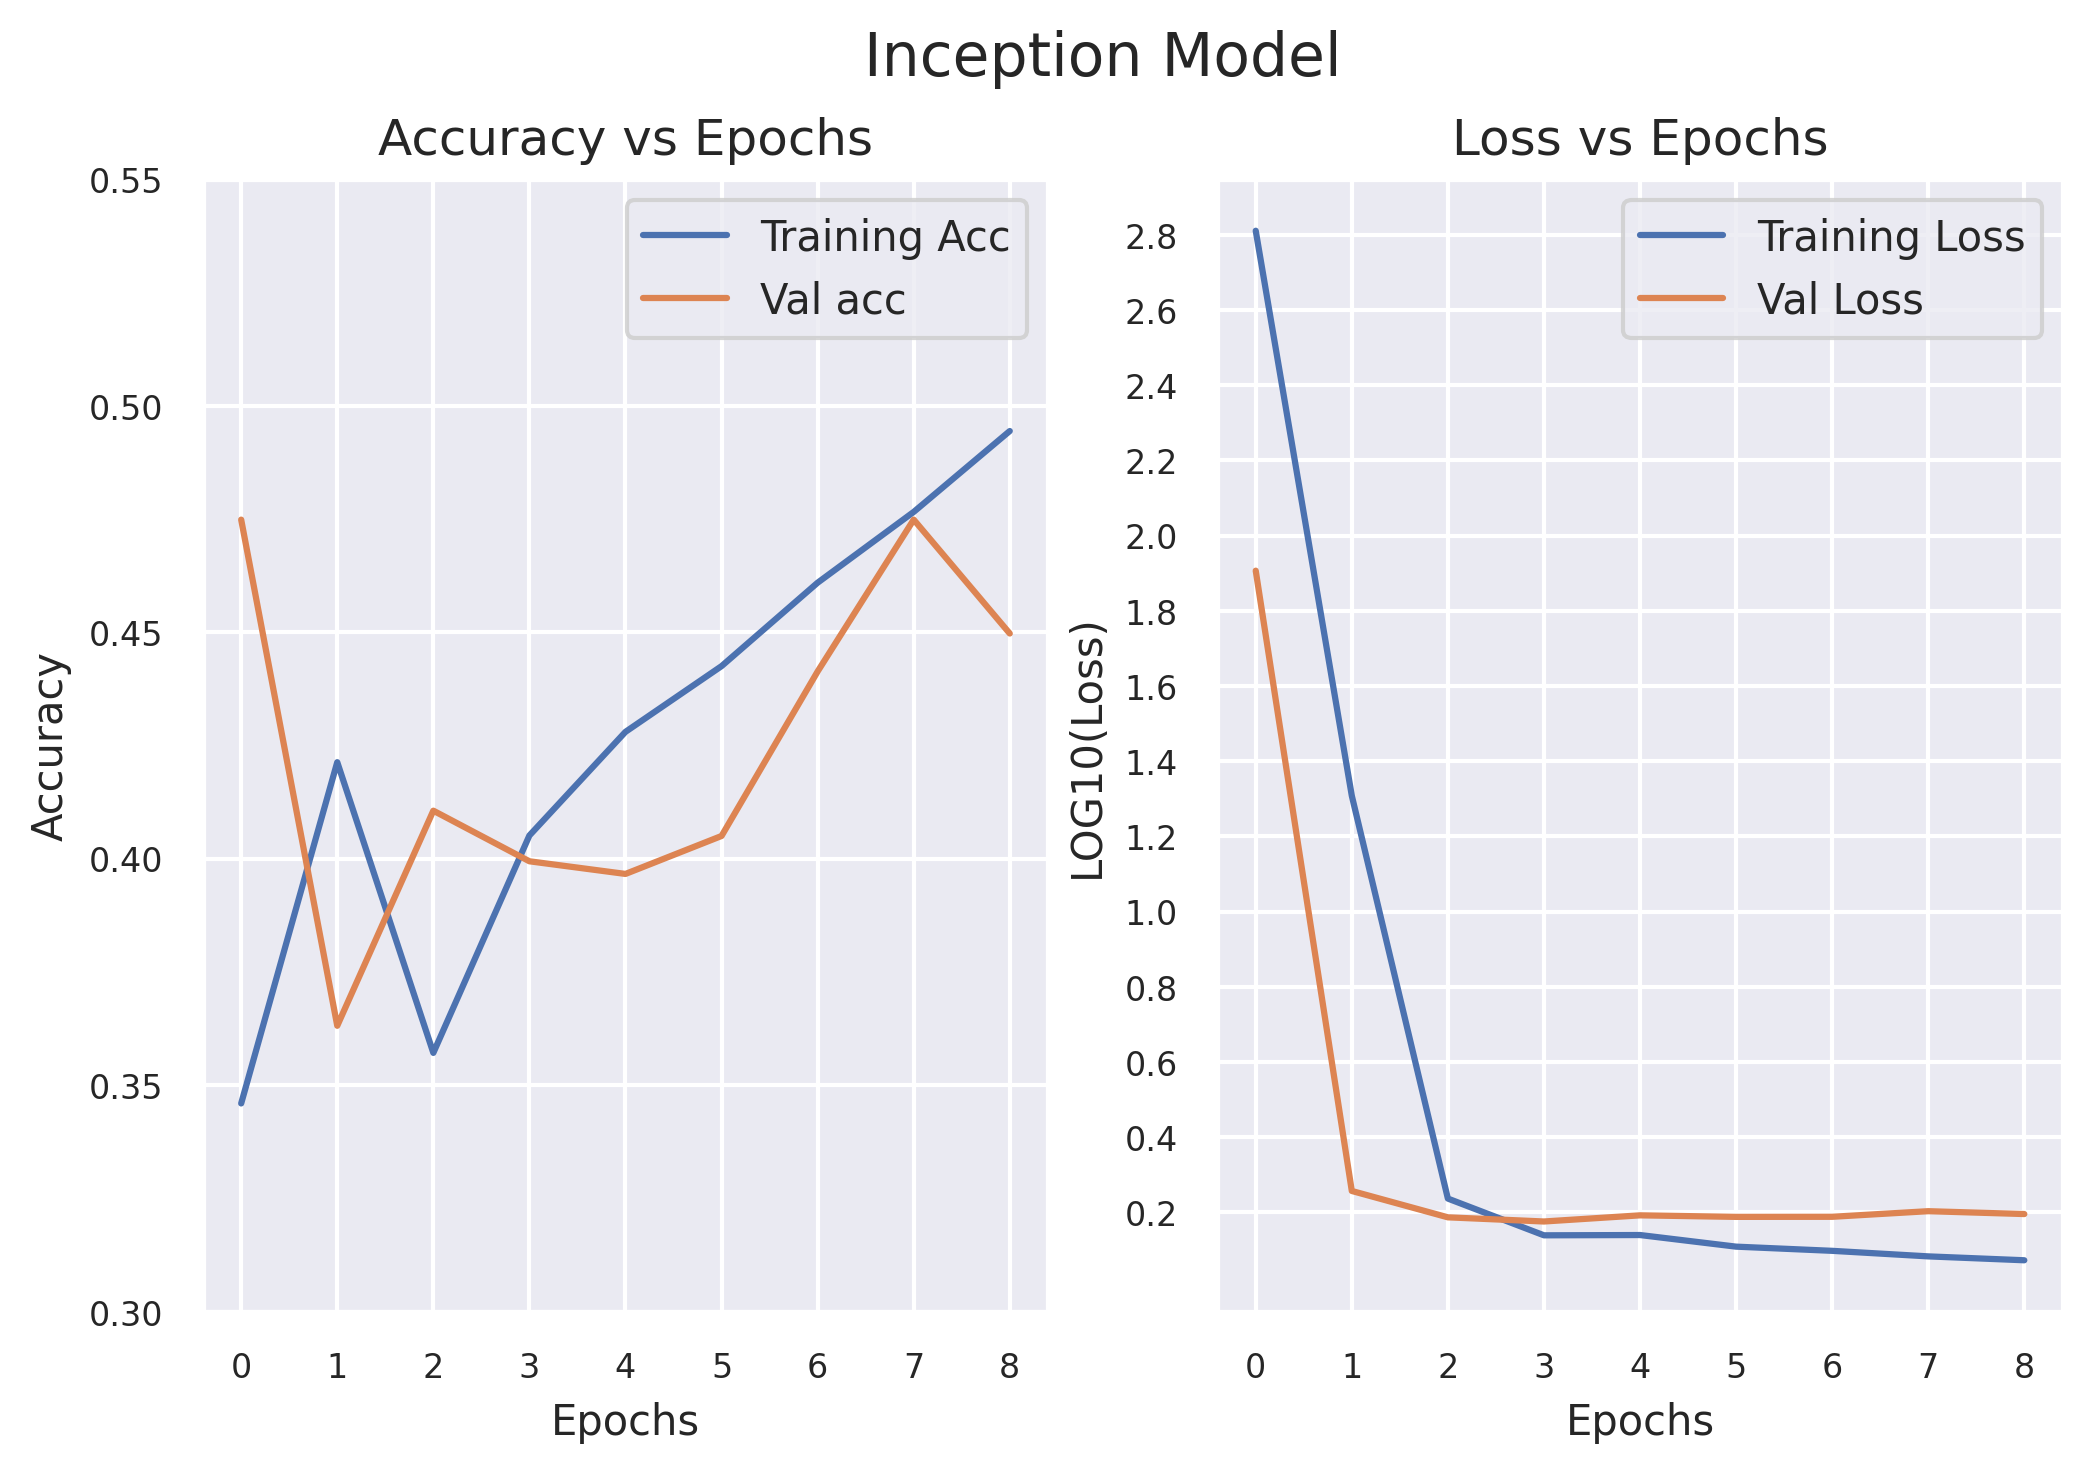 Inception Model
Accuracy vs Epochs
0.55
0.50
0.45
0.40
0.35
0.30
Accuracy
0 1 2 3 4 5 6 7 8
Epochs
Training Acc
Val acc
Loss vs Epochs
2.8
2.6
2.4
2.2
2.0
1.8
1.6
1.4
1.2
1.0
0.8
0.6
0.4
0.2
LOG10(Loss)
0 1 2 3 4 5 6 7 8
Epochs
Training Loss
Val Loss